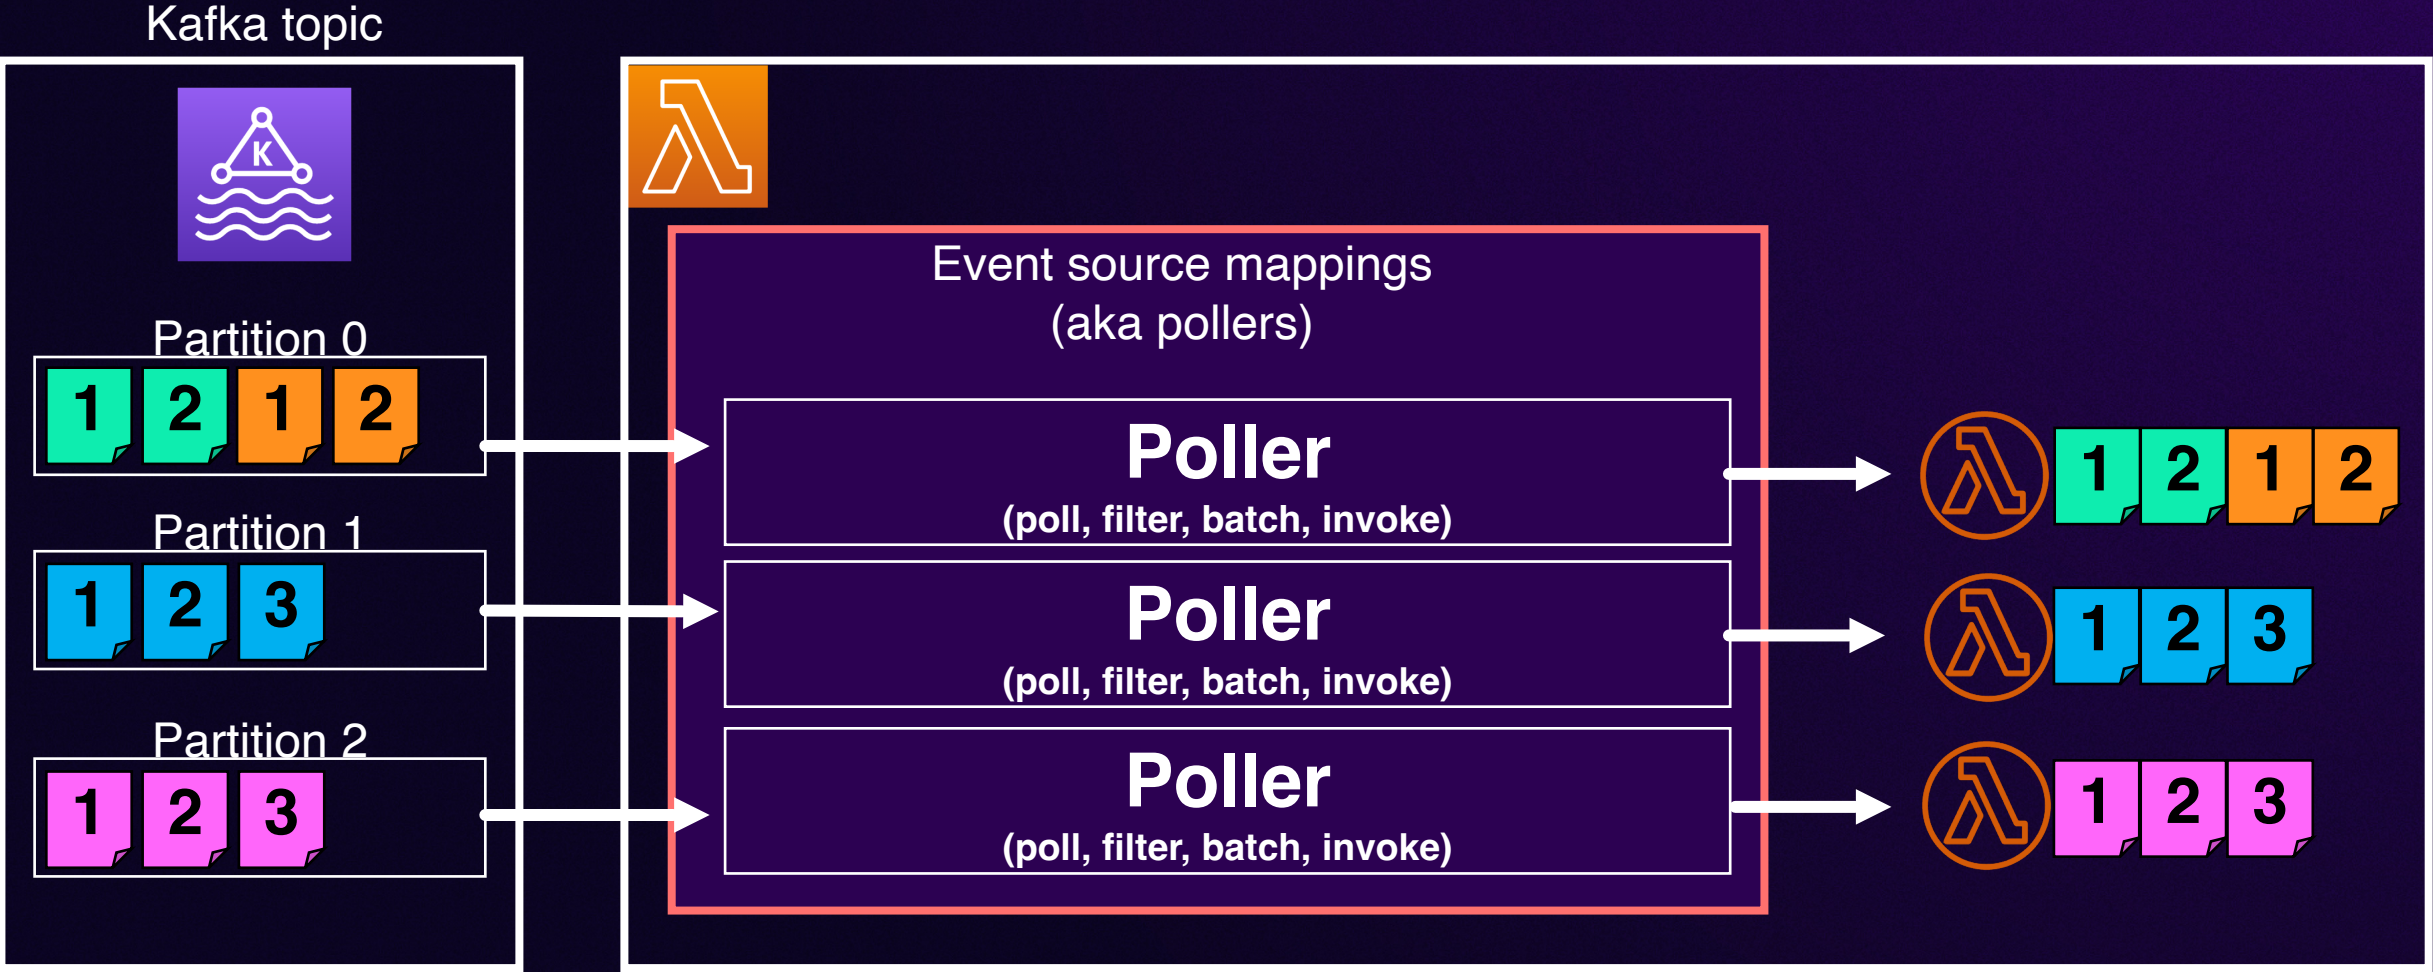 Kafka topic
K
Partition 0
1 2 1 2
Partition 1
1 2 3
Partition 2
1 2 3
Event source mappings
(aka pollers)
Poller
(poll, filter, batch, invoke)
Poller
(poll, filter, batch, invoke)
Poller
(poll, filter, batch, invoke)
1 2 1 2
1 2 3
1 2 3